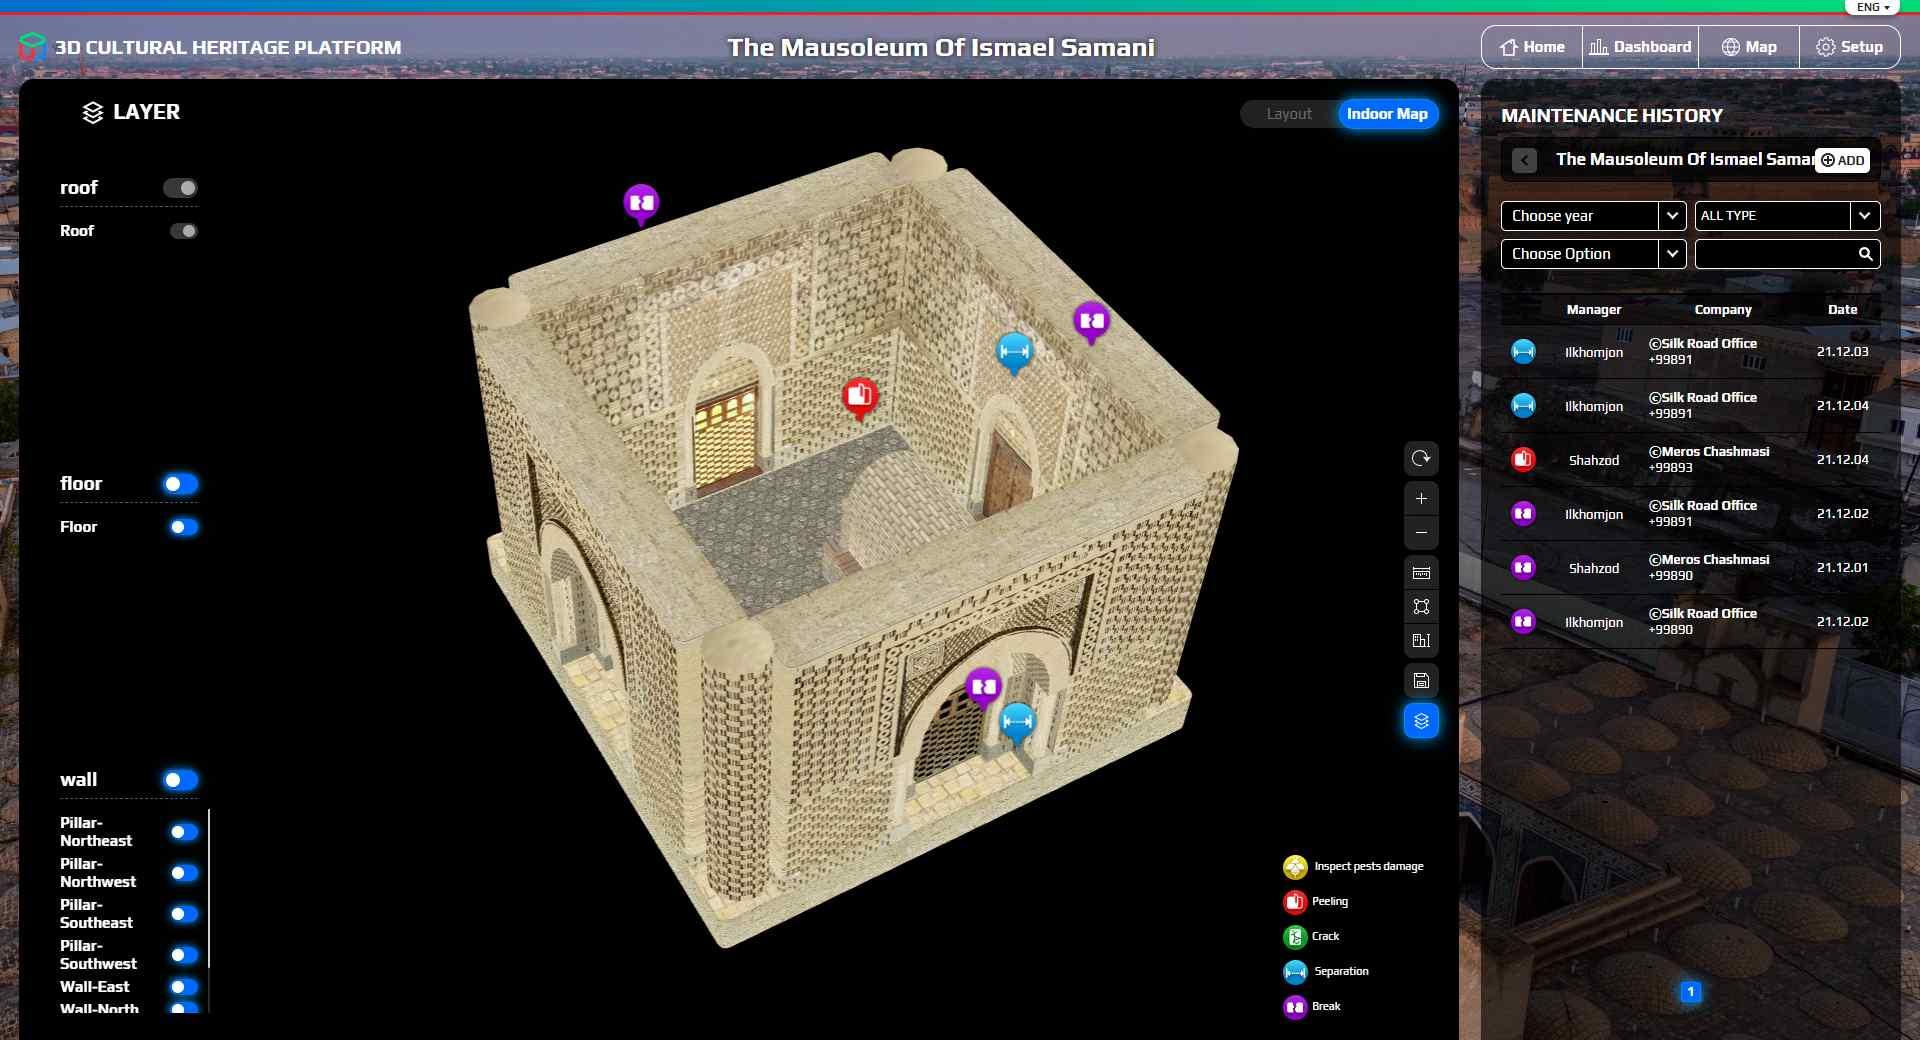 ENG
3D CULTURAL HERITAGE PLATFORM
The Mausoleum Of Ismael Samani
Home
Dashboard
Map
Setup
LAYER
Layout
Indoor Map
roof
Roof
floor
Floor
wall
Pillar-
Northeast
Pillar-
Northwest
Pillar-
Southeast
Pillar-
Southwest
Wall-East
Wall-North
Inspect pests damage
Peeling
Crack
Separation
Break
MAINTENANCE HISTORY
The Mausoleum Of Ismael Samar
ADD
Choose year
ALL TYPE
Choose Option
Manager Company Date
Ilkhomjon ©Silk Road Office +99891 21.12.03
Ilkhomjon ©Silk Road Office +99891 21.12.04
Shahzod ©Meros Chashmasi +99893 21.12.04
Ilkhomjon ©Silk Road Office +99891 21.12.02
Shahzod ©Meros Chashmasi +99890 21.12.01
Ilkhomjon ©Silk Road Office +99890 21.12.02
1